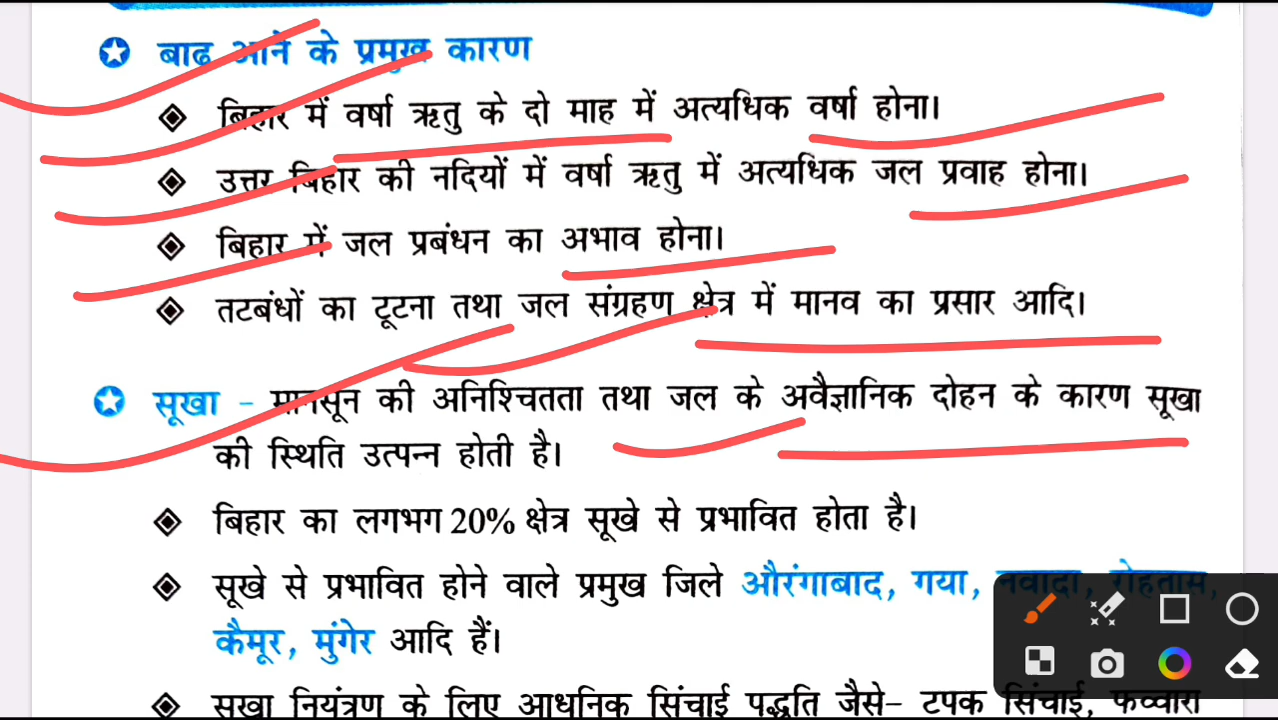 बाढ आने के प्रमुख कारण
बिहार में वर्षा ऋतु के दो माह में अत्यधिक वर्षा होना।
उत्तर बिहार की नदियों में वर्षा ऋतु में अत्यधिक जल प्रवाह होना।
बिहार में जल प्रबंधन का अभाव होना।
तटबंधों का टूटना तथा जल संग्रहण क्षेत्र में मानव का प्रसार आदि।
सूखा - मानसून की अनिश्चितता तथा जल के अवैज्ञानिक दोहन के कारण सूखा
की स्थिति उत्पन्न होती है।
बिहार का लगभग 20% क्षेत्र सूखे से प्रभावित होता है।
सूखे से प्रभावित होने वाले प्रमुख जिले औरंगाबाद, गया, नवादा, रोहतास,
कैमूर, मुंगेर आदि हैं।
सूखा नियंत्रण के लिए आधुनिक सिंचाई पद्धति जैसे- टपक सिंचाई, फव्वारा